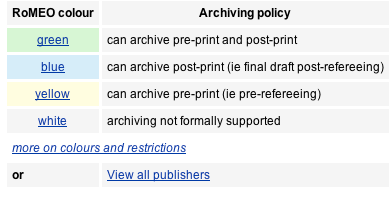 RoMEO colour Archiving policy
green can archive pre-print and post-print
blue can archive post-print (ie final draft post-refereeing)
yellow can archive pre-print (ie pre-refereeing)
white archiving not formally supported
more on colours and restrictions
or View all publishers